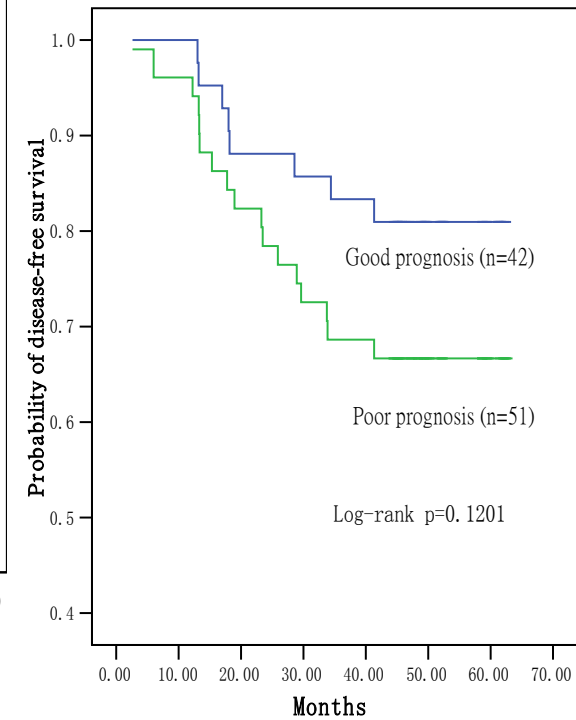 Probability of disease-free survival
1.0
0.9
0.8
0.7
0.6
0.5
0.4
Good prognosis (n=42)
Poor prognosis (n=51)
Log-rank p=0.1201
0.00 10.00 20.00 30.00 40.00 50.00 60.00 70.00
Months